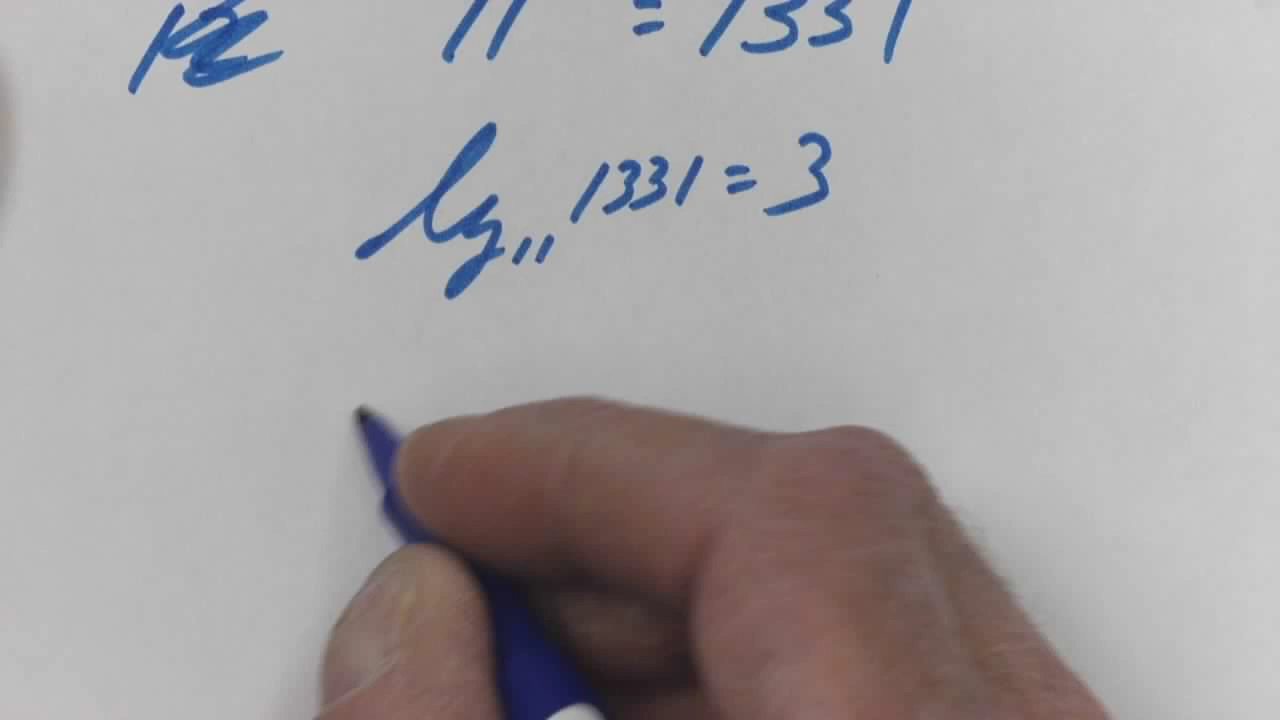 11 = 1331
log₁₁ 1331 = 3